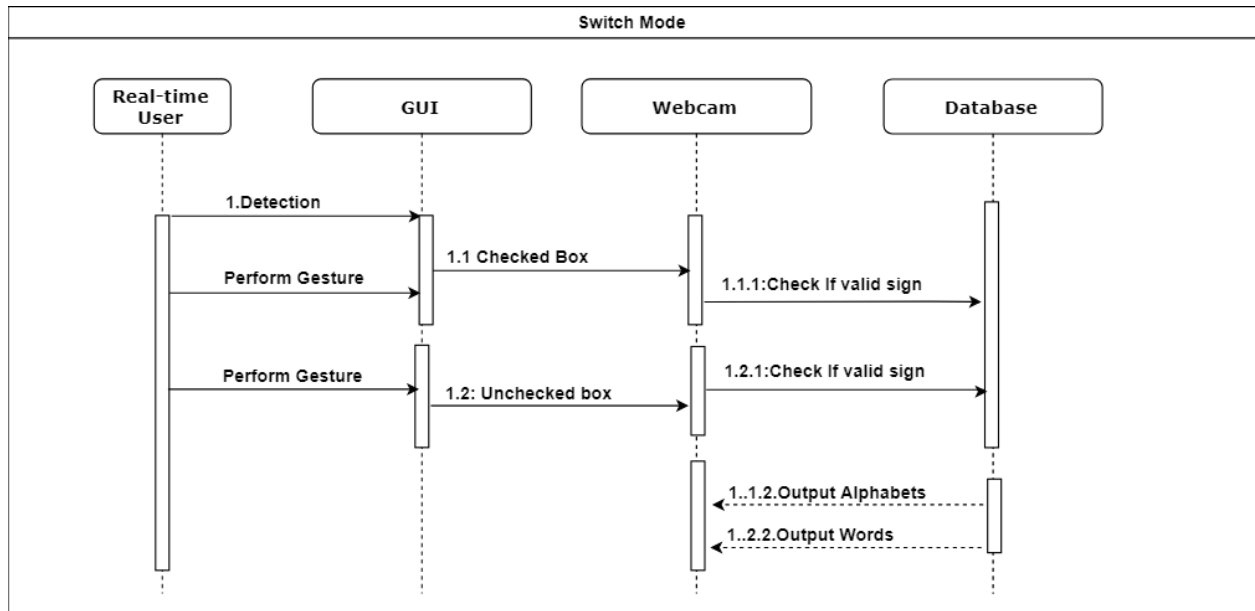 Switch Mode
Real-time
User
GUI
Webcam
Database
1.Detection
1.1 Checked Box
Perform Gesture
1.1.1:Check If valid sign
Perform Gesture
1.2.1:Check If valid sign
1.2: Unchecked box
1..1.2.Output Alphabets
1..2.2.Output Words